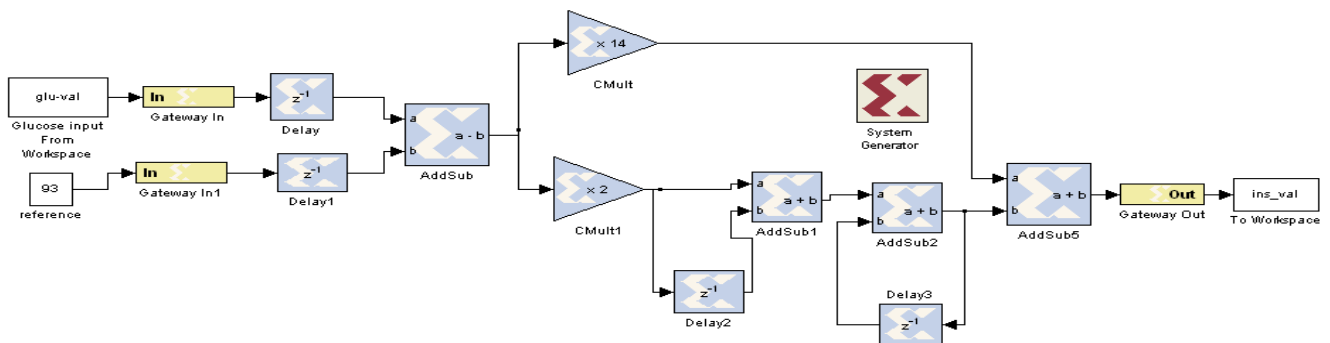 glu-val
Glucose input
From
Workspace
In
Gateway In
z⁻¹
Delay
93
reference
In
Gateway In1
z⁻¹
Delay1
a
b
a - b
AddSub
x 14
CMult
x 2
CMult1
z⁻¹
Delay2
a
b
a + b
AddSub1
a
b
a + b
AddSub2
Delay3
z⁻¹
System
Generator
a
b
a + b
AddSub5
Out
Gateway Out
ins_val
To Workspace